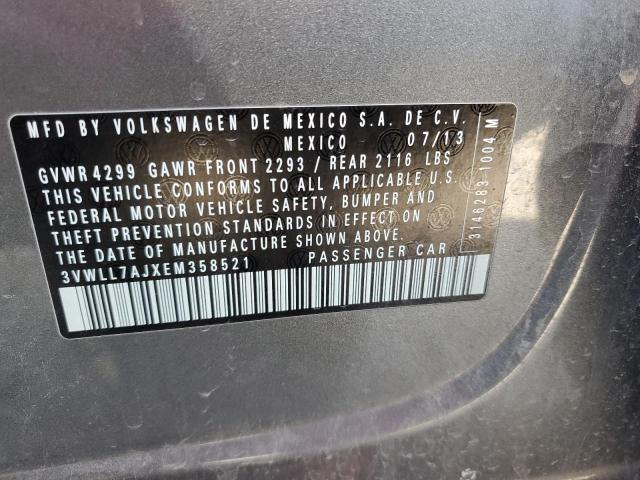 MFD BY VOLKSWAGEN DE MEXICO S.A. DE C.V.
MEXICO 07/13
GVWR 4299 GAWR FRONT 2293 / REAR 2116 LBS
THIS VEHICLE CONFORMS TO ALL APPLICABLE U.S.
FEDERAL MOTOR VEHICLE SAFETY, BUMPER AND
THEFT PREVENTION STANDARDS IN EFFECT ON
THE DATE OF MANUFACTURE SHOWN ABOVE.
3VWLL7AJXEM358521 PASSENGER CAR
3146283-1004 M